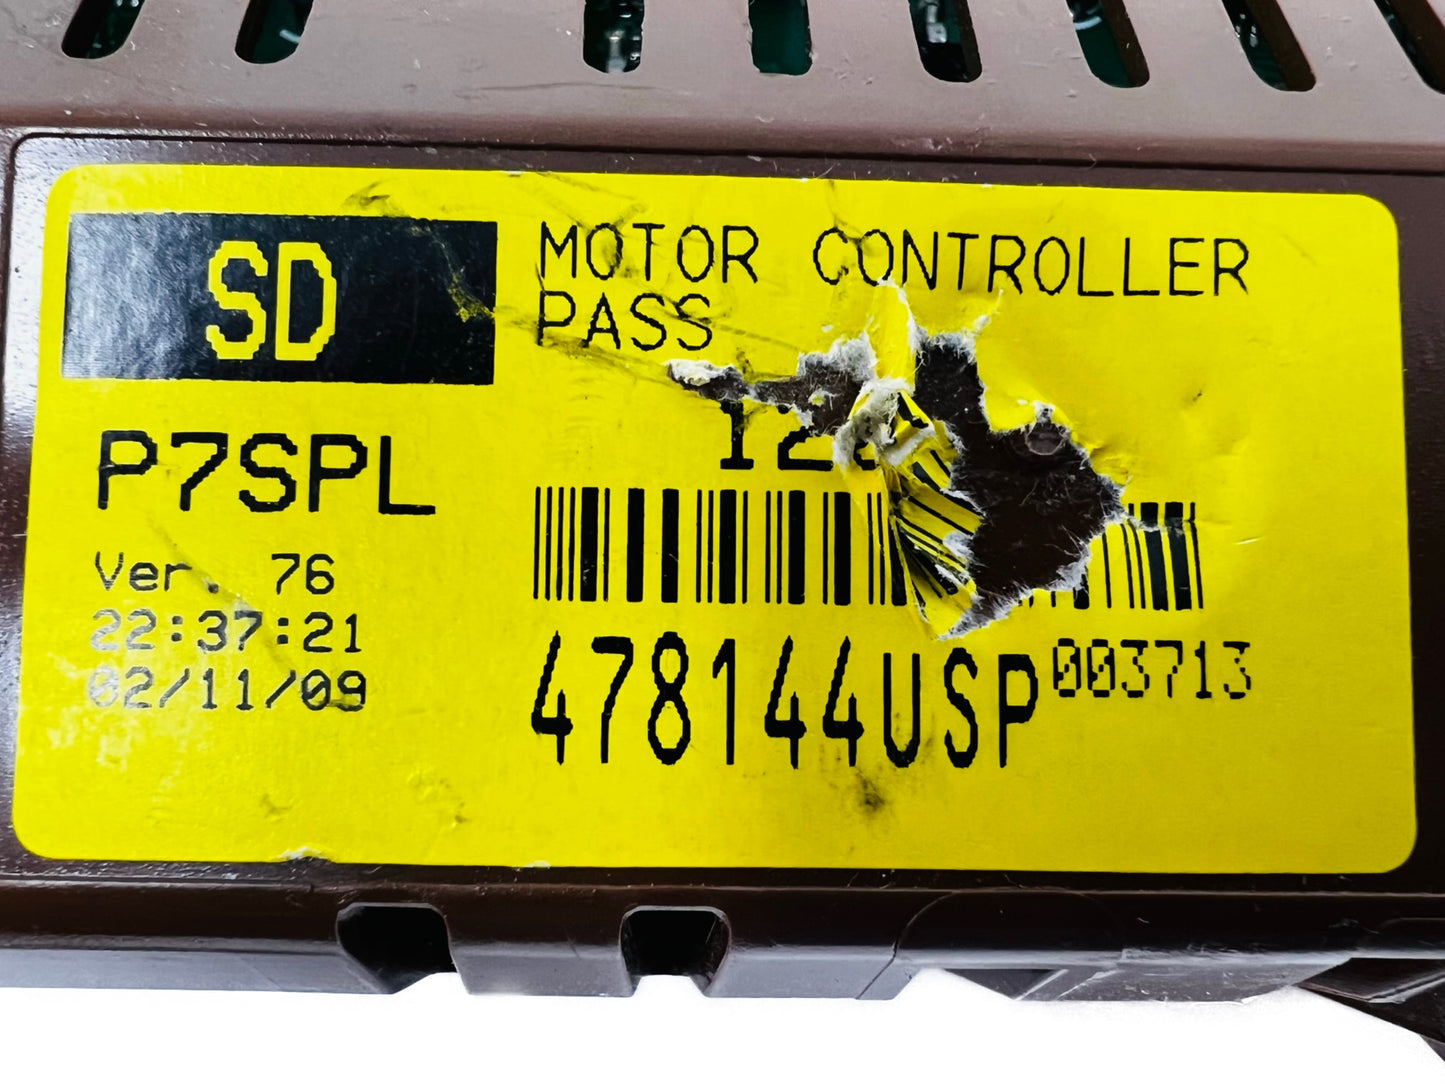 SD
MOTOR CONTROLLER
PASS
P7SPL
Ver. 76
22:37:21
02/11/09
478144USP
003713